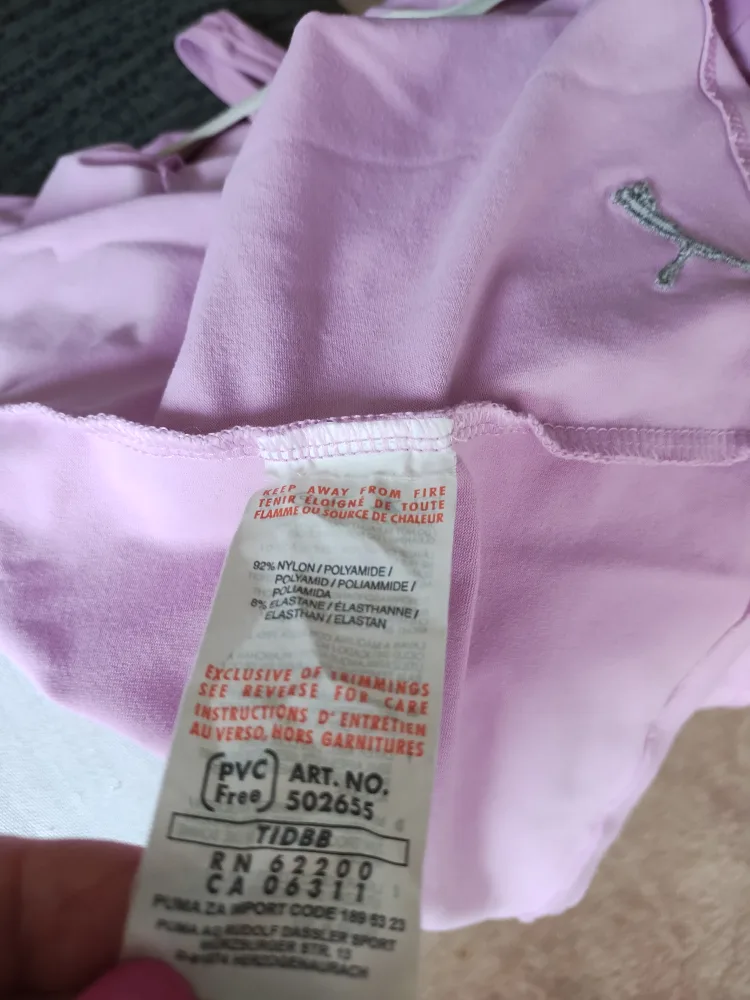 KEEP AWAY FROM FIRE
TENIR ÉLOIGNÉ DE TOUTE
FLAMME OU SOURCE DE CHALEUR
92% NYLON / POLYAMIDE /
POLYAMID / POLIAMMIDE /
POLIAMIDA
8% ELASTANE / ÉLASTHANNE /
ELASTHAN / ELASTAN
EXCLUSIVE OF TRIMMINGS
SEE REVERSE FOR CARE
INSTRUCTIONS D'ENTRETIEN
AU VERSO, HORS GARNITURES
PVC Free
ART. NO.
502655
TIDBB
RN 62200
CA 06311
PUMA.ZA IMPORT CODE 189 53 23
PUMA AG RUDOLF DASSLER SPORT
WÜRZBURGER STR. 13
HERZOGENAURACH